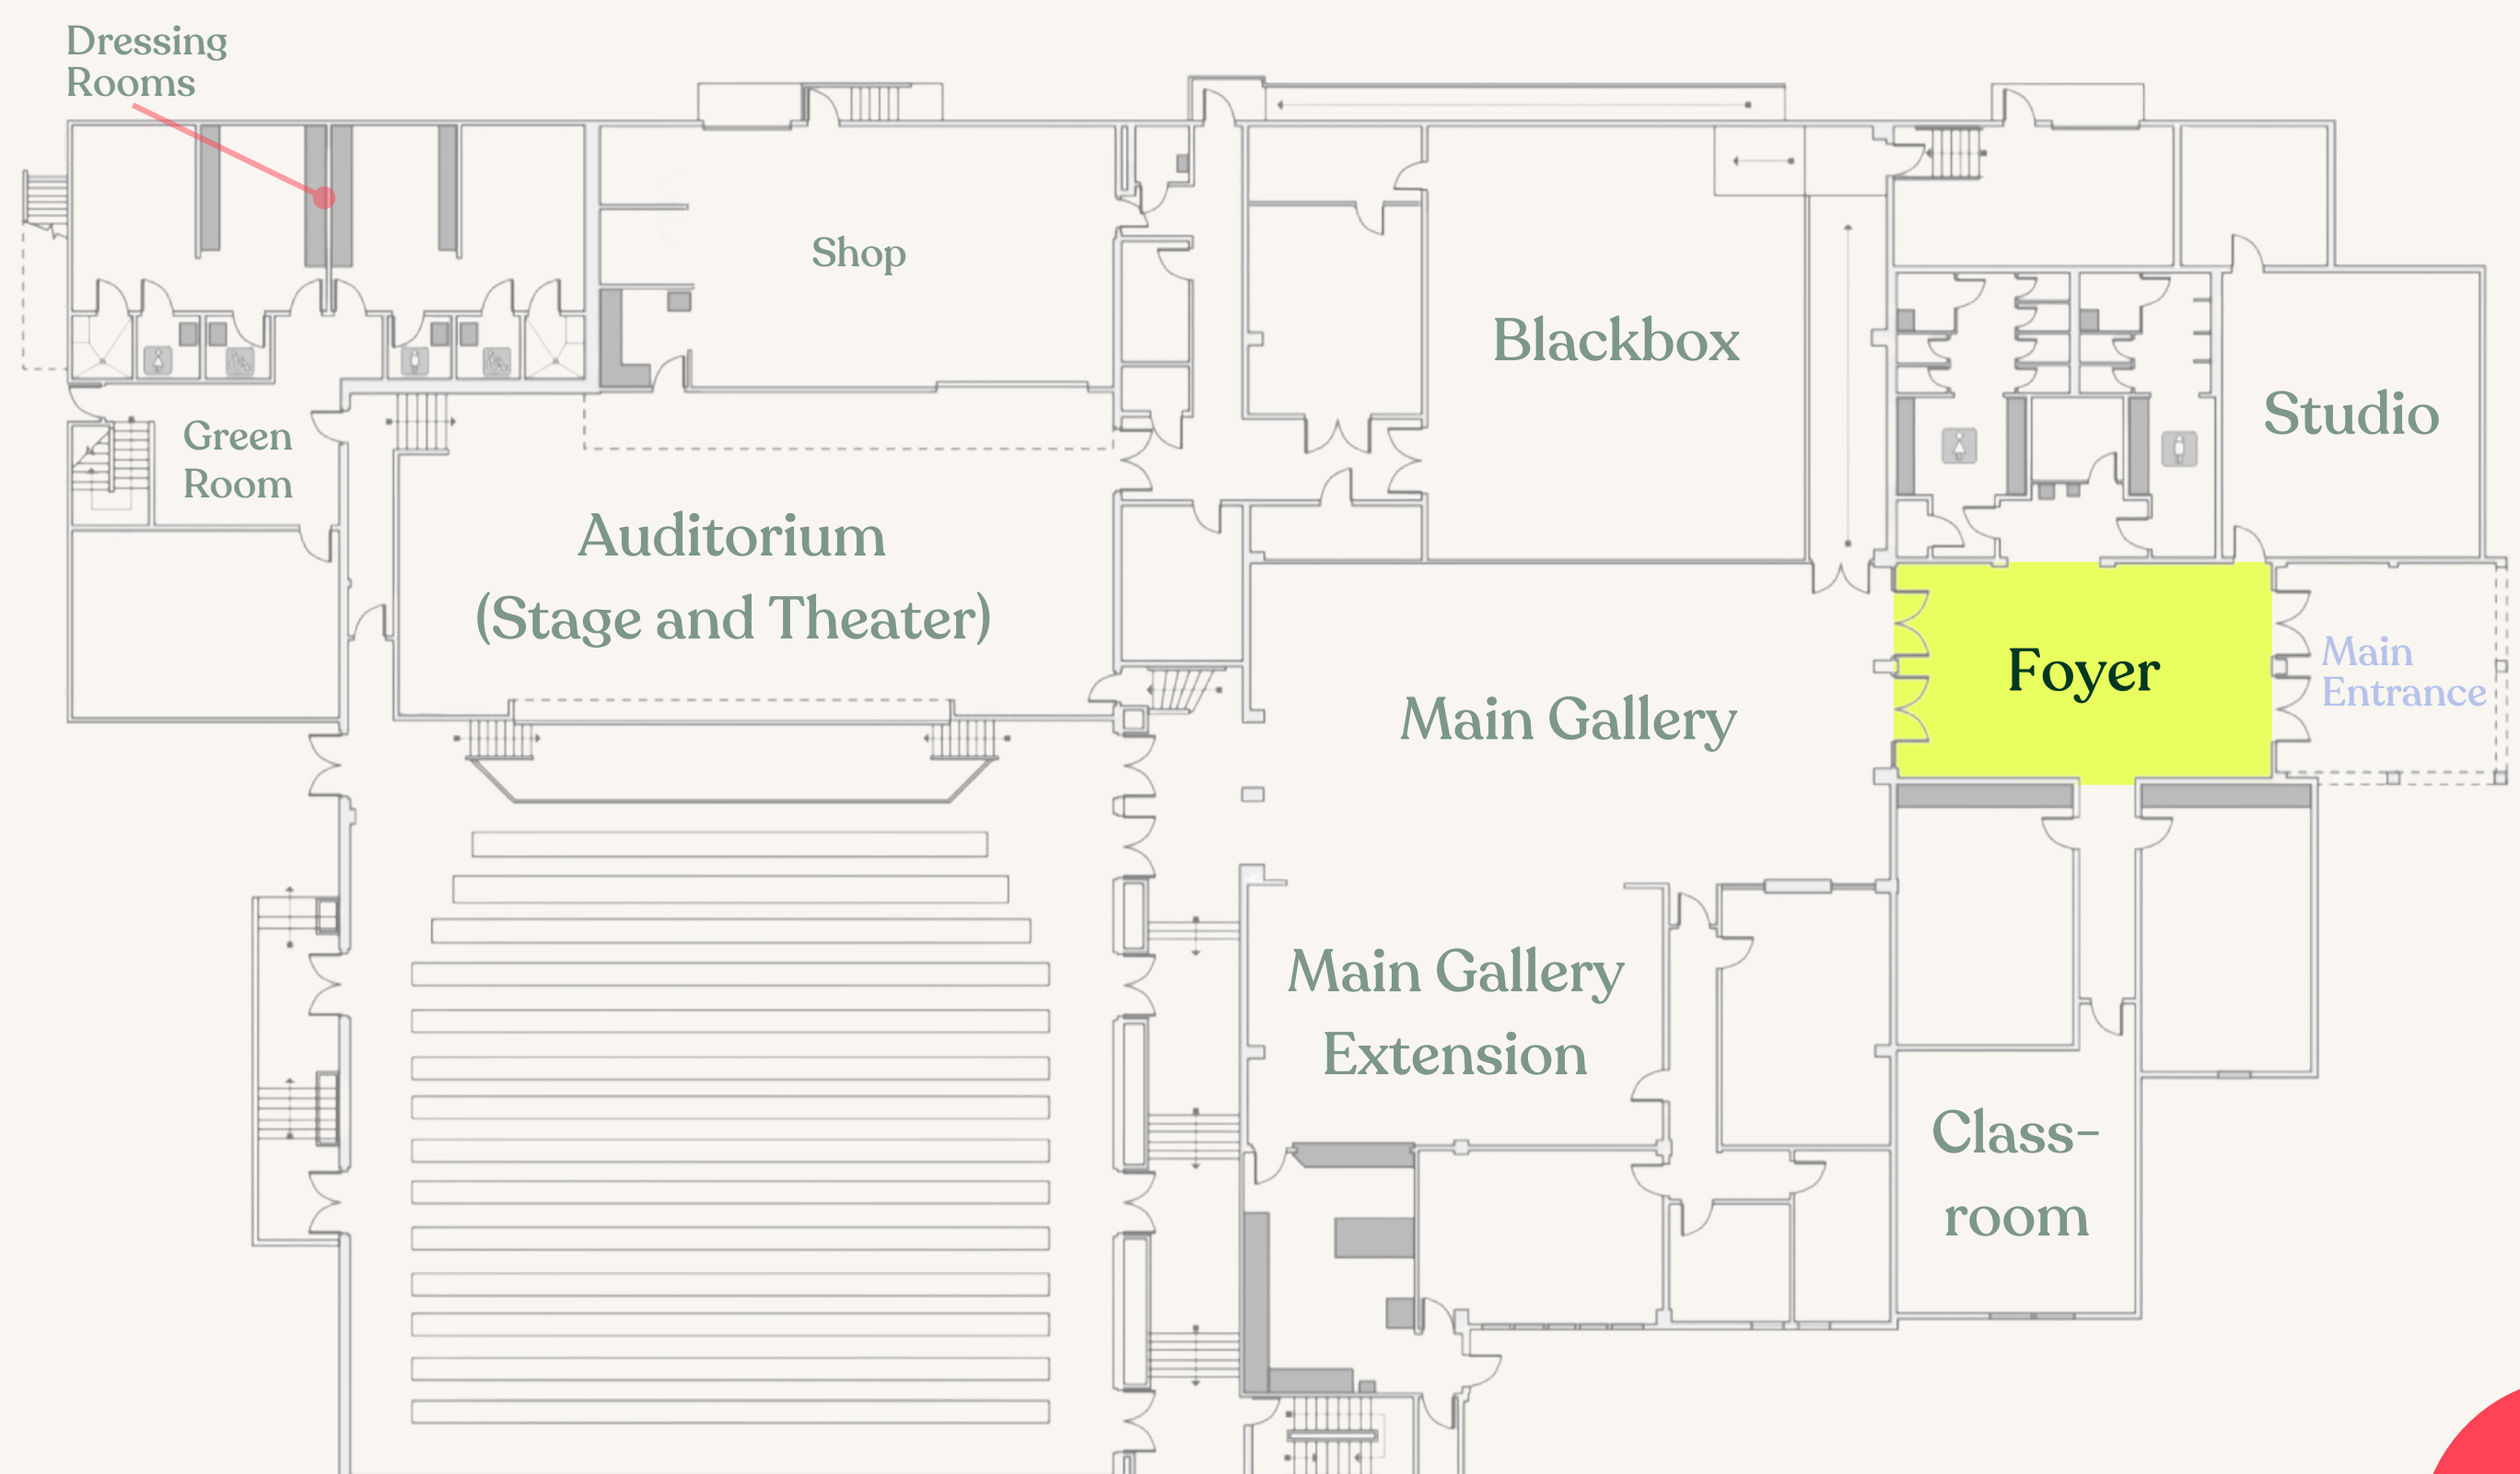 Dressing
Rooms
Shop
Blackbox
Studio
Green
Room
Auditorium
(Stage and Theater)
Foyer
Main
Entrance
Main Gallery
Main Gallery
Extension
Class-
room